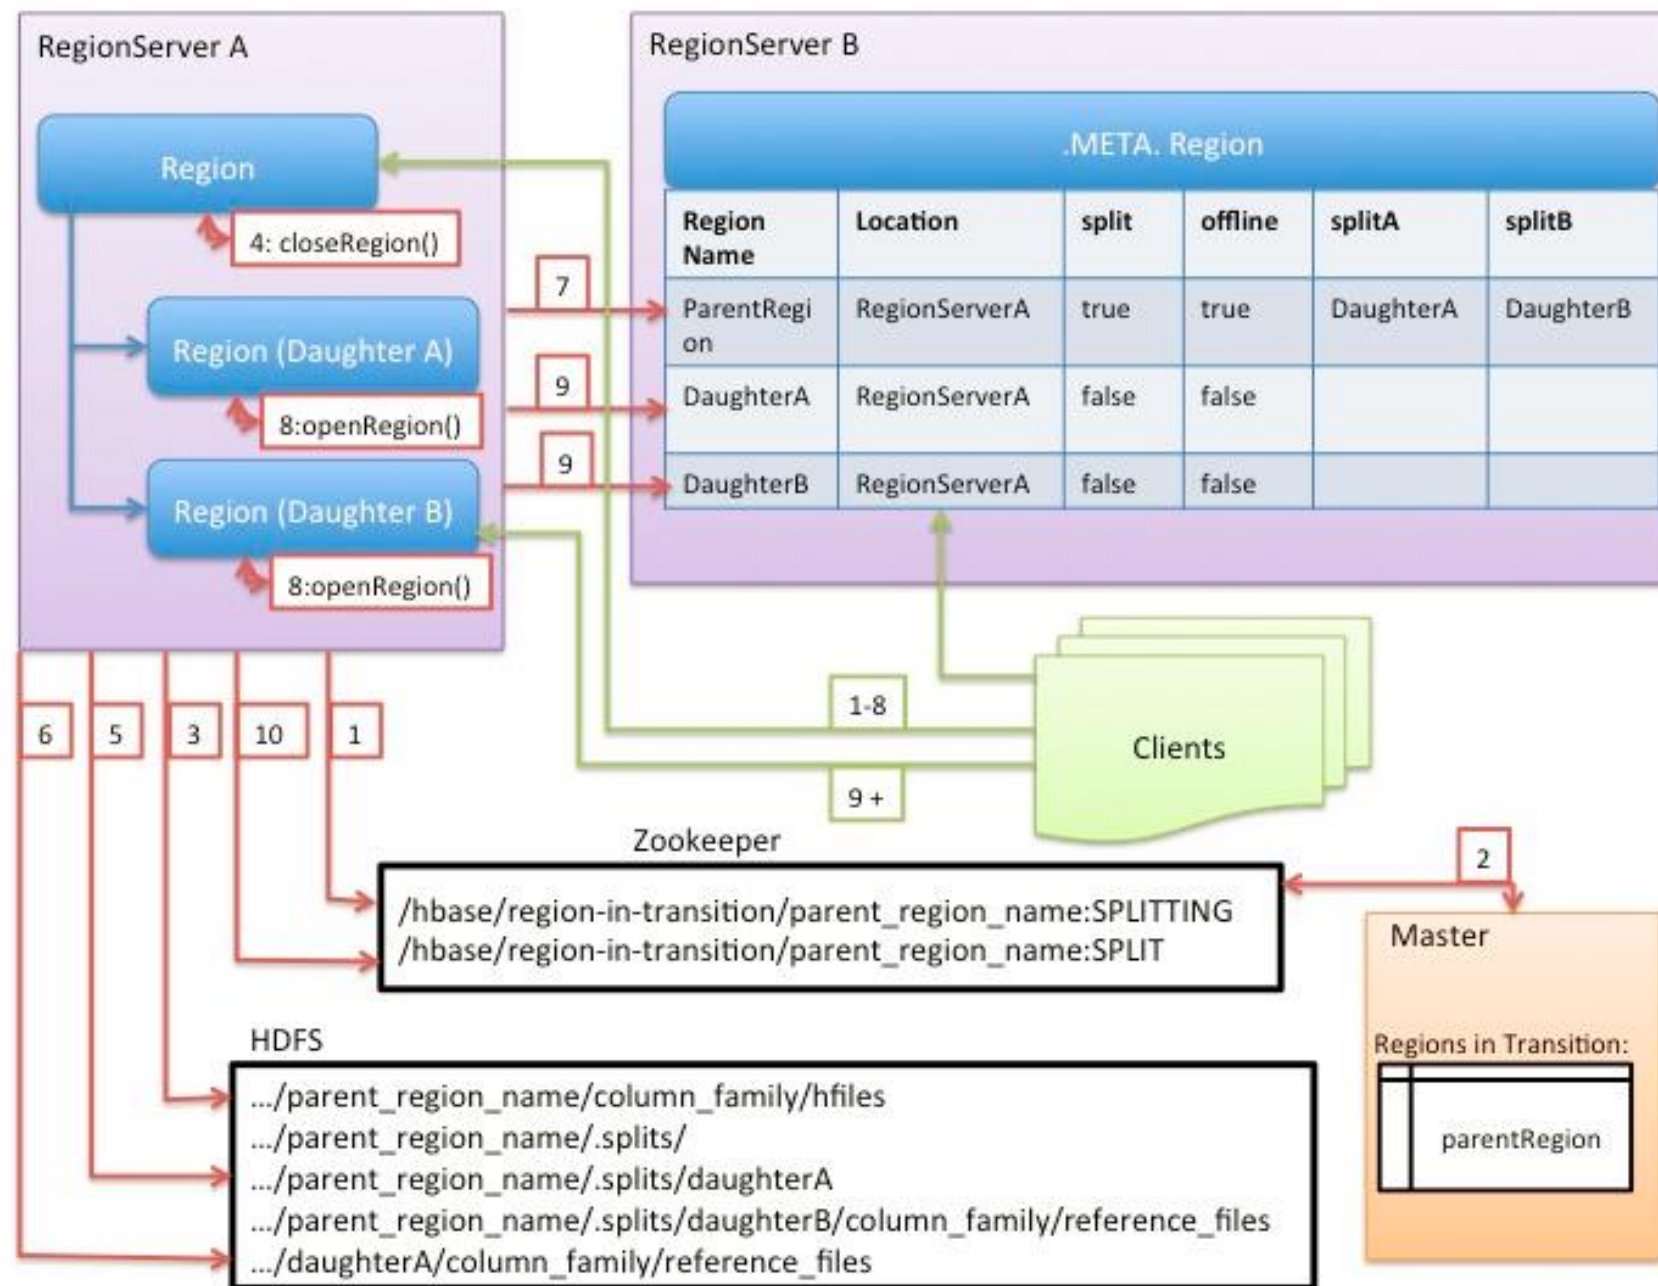 RegionServer A
Region
4: closeRegion()
Region (Daughter A)
8:openRegion()
Region (Daughter B)
8:openRegion()
7
9
9
RegionServer B
.META. Region
Region Name
Location
split
offline
splitA
splitB
ParentRegi
on
RegionServerA
true
true
DaughterA
DaughterB
DaughterA
RegionServerA
false
false
DaughterB
RegionServerA
false
false
6
5
3
10
1
1-8
9 +
Clients
Zookeeper
/hbase/region-in-transition/parent_region_name:SPLITTING
/hbase/region-in-transition/parent_region_name:SPLIT
2
Master
Regions in Transition:
parentRegion
HDFS
.../parent_region_name/column_family/hfiles
.../parent_region_name/.splits/
.../parent_region_name/.splits/daughterA
.../parent_region_name/.splits/daughterB/column_family/reference_files
.../daughterA/column_family/reference_files